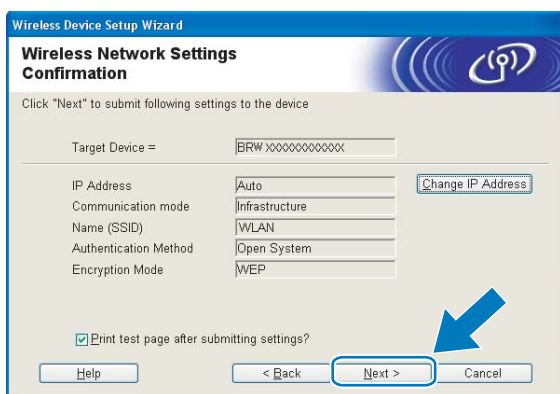 Wireless Device Setup Wizard
Wireless Network Settings
Confirmation
Click "Next" to submit following settings to the device
Target Device = BRW XXXXXXXXXXXX
IP Address Auto Change IP Address
Communication mode Infrastructure
Name (SSID) WLAN
Authentication Method Open System
Encryption Mode WEP
Print test page after submitting settings?
Help < Back Next > Cancel